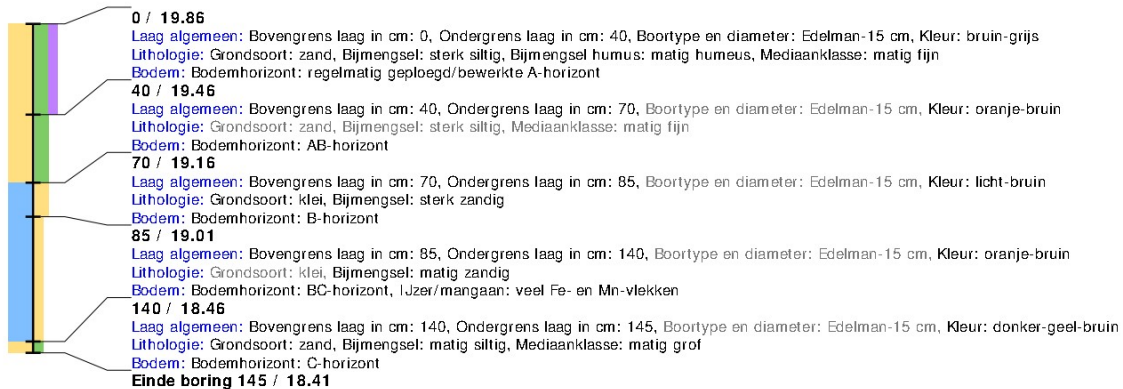 0 / 19.86
Laag algemeen: Bovengrens laag in cm: 0, Ondergrens laag in cm: 40, Boortype en diameter: Edelman-15 cm, Kleur: bruin-grijs
Lithologie: Grondsoort: zand, Bijmengsel: sterk siltig, Bijmengsel humus: matig humeus, Mediaanklasse: matig fijn
Bodem: Bodemhorizont: regelmatig geploegd/bewerkte A-horizont
40 / 19.46
Laag algemeen: Bovengrens laag in cm: 40, Ondergrens laag in cm: 70, Boortype en diameter: Edelman-15 cm, Kleur: oranje-bruin
Lithologie: Grondsoort: zand, Bijmengsel: sterk siltig, Mediaanklasse: matig fijn
Bodem: Bodemhorizont: AB-horizont
70 / 19.16
Laag algemeen: Bovengrens laag in cm: 70, Ondergrens laag in cm: 85, Boortype en diameter: Edelman-15 cm, Kleur: licht-bruin
Lithologie: Grondsoort: klei, Bijmengsel: sterk zandig
Bodem: Bodemhorizont: B-horizont
85 / 19.01
Laag algemeen: Bovengrens laag in cm: 85, Ondergrens laag in cm: 140, Boortype en diameter: Edelman-15 cm, Kleur: oranje-bruin
Lithologie: Grondsoort: klei, Bijmengsel: matig zandig
Bodem: Bodemhorizont: BC-horizont, IJzer/mangaan: veel Fe- en Mn-vlekken
140 / 18.46
Laag algemeen: Bovengrens laag in cm: 140, Ondergrens laag in cm: 145, Boortype en diameter: Edelman-15 cm, Kleur: donker-geel-bruin
Lithologie: Grondsoort: zand, Bijmengsel: matig siltig, Mediaanklasse: matig grof
Bodem: Bodemhorizont: C-horizont
Einde boring 145 / 18.41